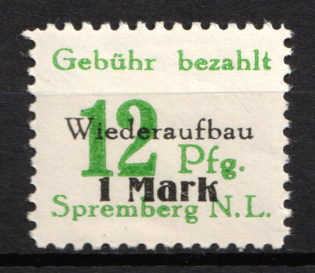 Gebühr bezahlt
Wiederaufbau
12 Pfg.
1 Mark
Spremberg N.L.